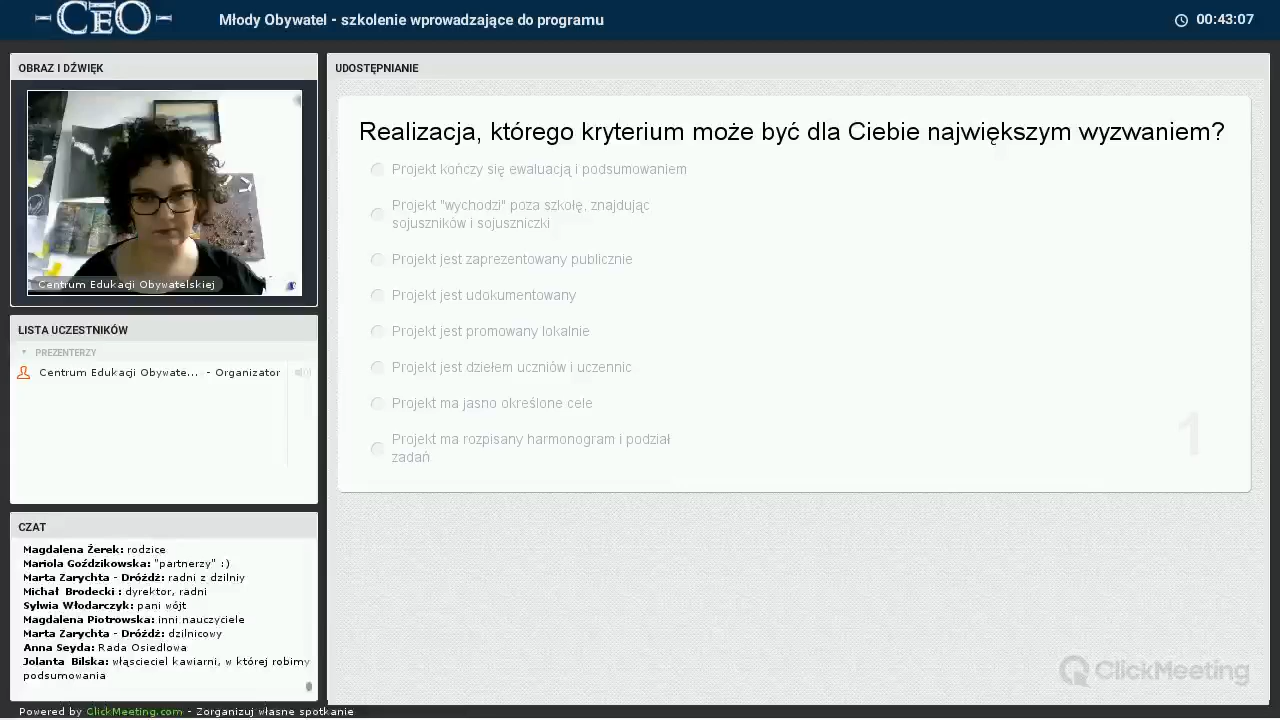 CEO
Młody Obywatel - szkolenie wprowadzające do programu
00:43:07
OBRAZ I DŹWIĘK
Centrum Edukacji Obywatelskiej
LISTA UCZESTNIKÓW
PREZENTERZY
Centrum Edukacji Obywate... - Organizator
CZAT
Magdalena Żerek: rodzice
Mariola Goździkowska: "partnerzy" :)
Marta Zarychta - Dróżdż: radni z dzilniy
Michał Brodecki : dyrektor, radni
Sylwia Włodarczyk: pani wójt
Magdalena Piotrowska: inni nauczyciele
Marta Zarychta - Dróżdż: dzilnicowy
Anna Seyda: Rada Osiedlowa
Jolanta Bilska: włąscieciel kawiarni, w której robimy
podsumowania
Powered by ClickMeeting.com - Zorganizuj własne spotkanie
UDOSTĘPNIANIE
Realizacja, którego kryterium może być dla Ciebie największym wyzwaniem?
Projekt kończy się ewaluacją i podsumowaniem
Projekt "wychodzi" poza szkołę, znajdując
sojuszników i sojuszniczki
Projekt jest zaprezentowany publicznie
Projekt jest udokumentowany
Projekt jest promowany lokalnie
Projekt jest dziełem uczniów i uczennic
Projekt ma jasno określone cele
Projekt ma rozpisany harmonogram i podział
zadań
1
ClickMeeting